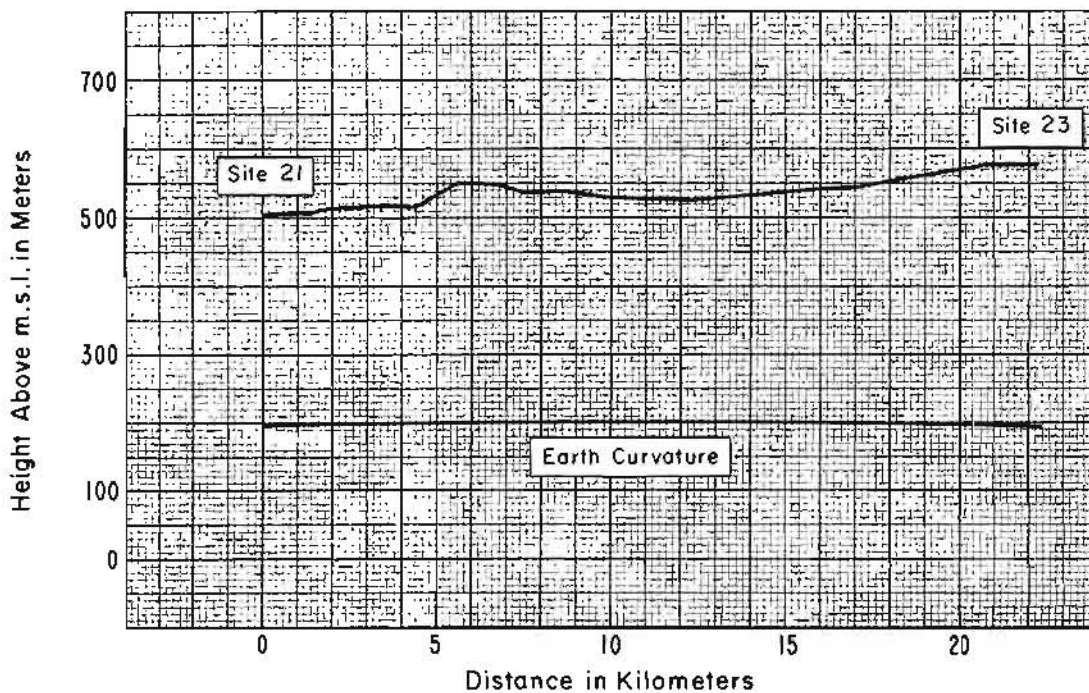 Height Above m.s.l. in Meters
700
500
300
100
0
Site 21
Site 23
Earth Curvature
0 5 10 15 20
Distance in Kilometers